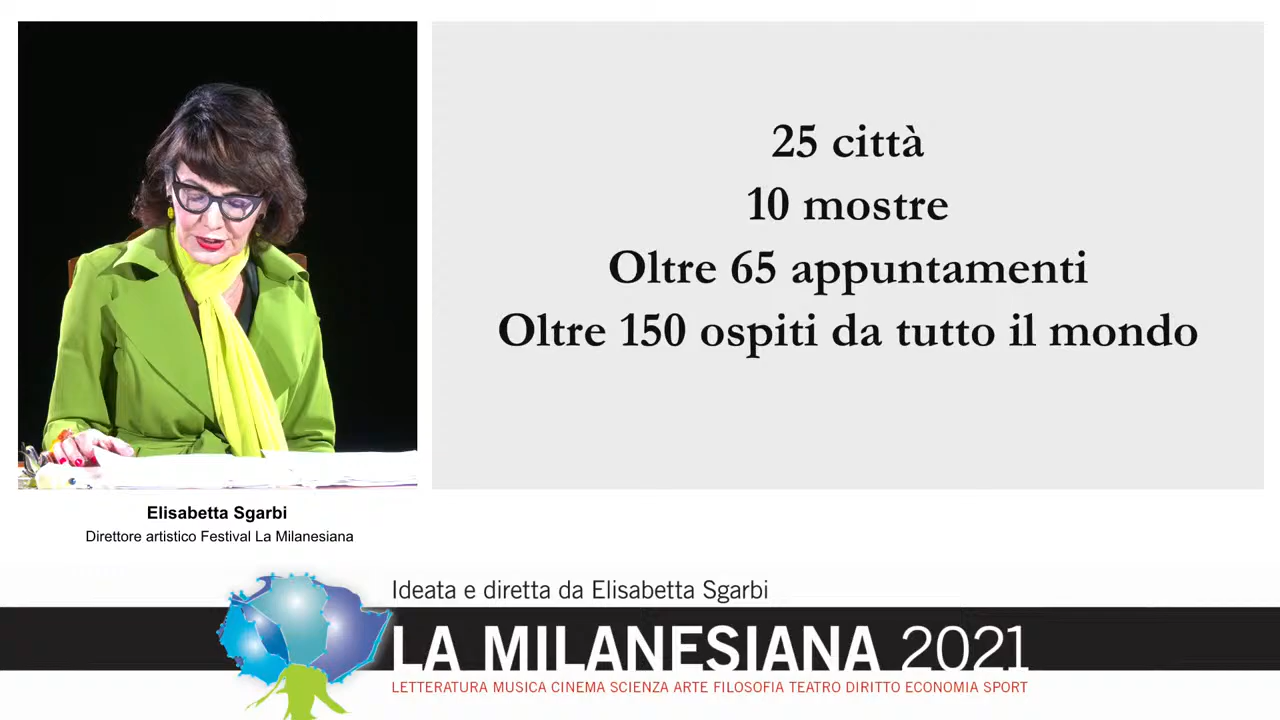 25 città
10 mostre
Oltre 65 appuntamenti
Oltre 150 ospiti da tutto il mondo
Elisabetta Sgarbi
Direttore artistico Festival La Milanesiana
Ideata e diretta da Elisabetta Sgarbi
LA MILANESIANA 2021
LETTERATURA MUSICA CINEMA SCIENZA ARTE FILOSOFIA TEATRO DIRITTO ECONOMIA SPORT